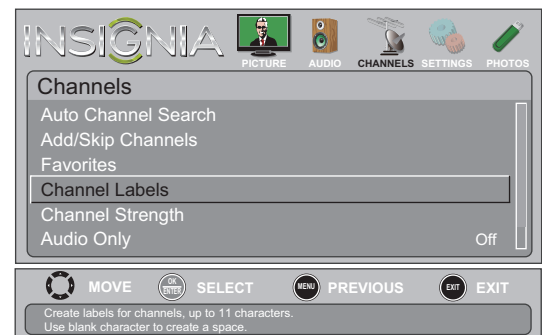 INSIGNIA
PICTURE AUDIO CHANNELS SETTINGS PHOTOS
Channels
Auto Channel Search
Add/Skip Channels
Favorites
Channel Labels
Channel Strength
Audio Only Off
MOVE OK ENTER SELECT MENU PREVIOUS EXIT EXIT
Create labels for channels, up to 11 characters.
Use blank character to create a space.